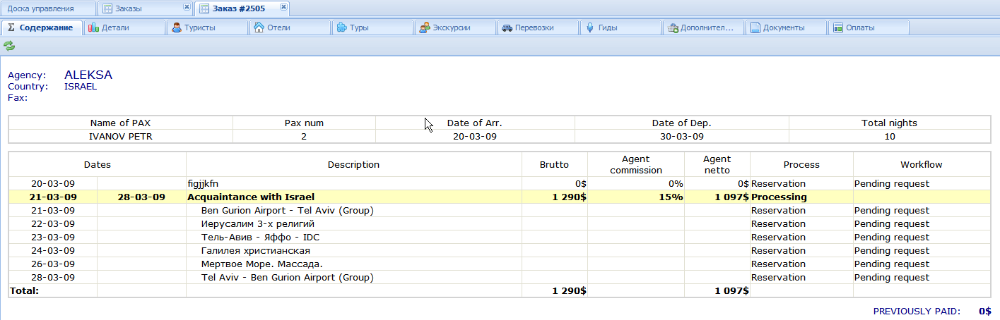 Доска управления Заказы Заказ #2505
Σ Содержание Детали Туристы Отели Туры Экскурсии Перевозки Гиды Дополнител... Документы Оплаты
Agency: ALEKSA
Country: ISRAEL
Fax:
Name of PAX Pax num Date of Arr. Date of Dep. Total nights
IVANOV PETR 2 20-03-09 30-03-09 10
Dates Description Brutto Agent commission Agent netto Process Workflow
20-03-09 figjjkfn 0$ 0% 0$ Reservation Pending request
21-03-09 28-03-09 Acquaintance with Israel 1 290$ 15% 1 097$ Processing
21-03-09 Ben Gurion Airport - Tel Aviv (Group) Reservation Pending request
22-03-09 Иерусалим 3-х религий Reservation Pending request
23-03-09 Тель-Авив - Яффо - IDC Reservation Pending request
24-03-09 Галилея христианская Reservation Pending request
26-03-09 Мертвое Море. Массада. Reservation Pending request
28-03-09 Tel Aviv - Ben Gurion Airport (Group) Reservation Pending request
Total: 1 290$ 1 097$
PREVIOUSLY PAID: 0$